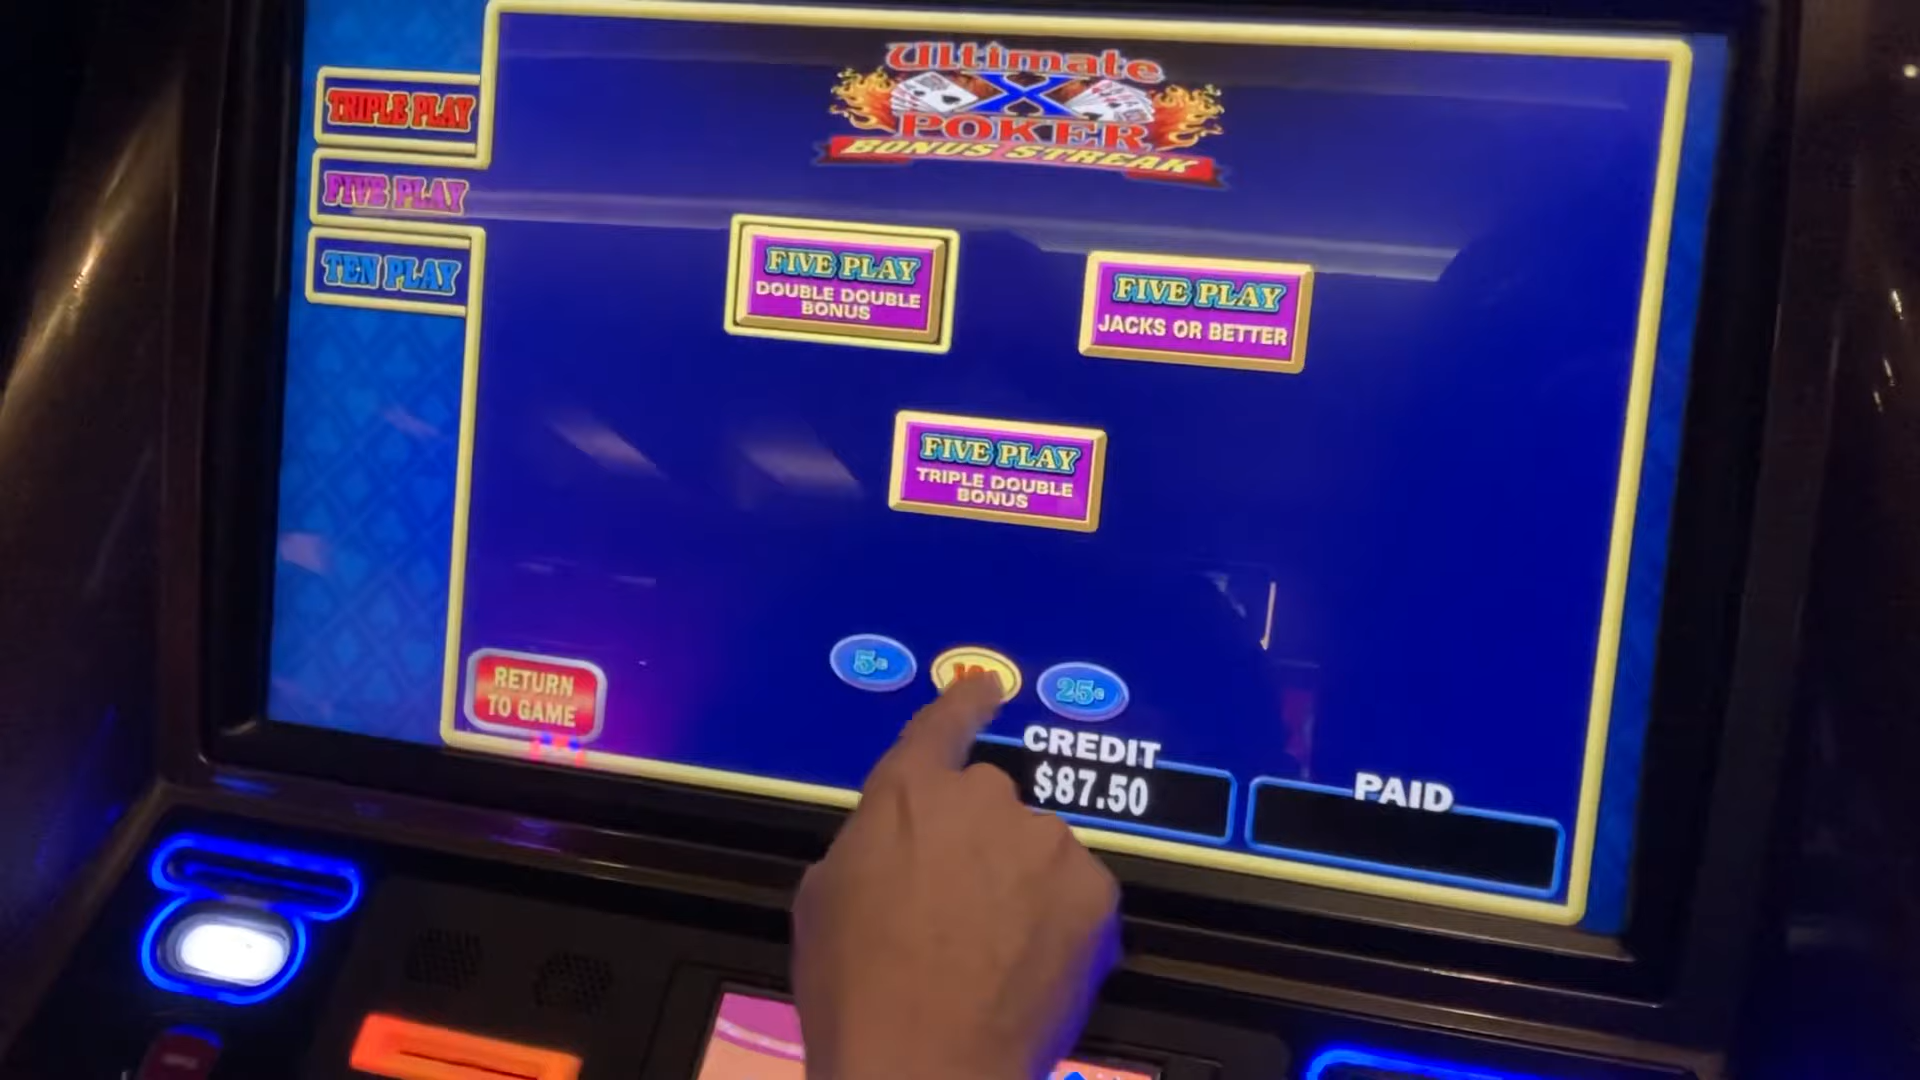 Ultimate
X
POKER
BONUS STREAK
TRIPLE PLAY
FIVE PLAY
TEN PLAY
FIVE PLAY
DOUBLE DOUBLE
BONUS
FIVE PLAY
JACKS OR BETTER
FIVE PLAY
TRIPLE DOUBLE
BONUS
RETURN
TO GAME
5¢
25¢
CREDIT
$87.50
PAID